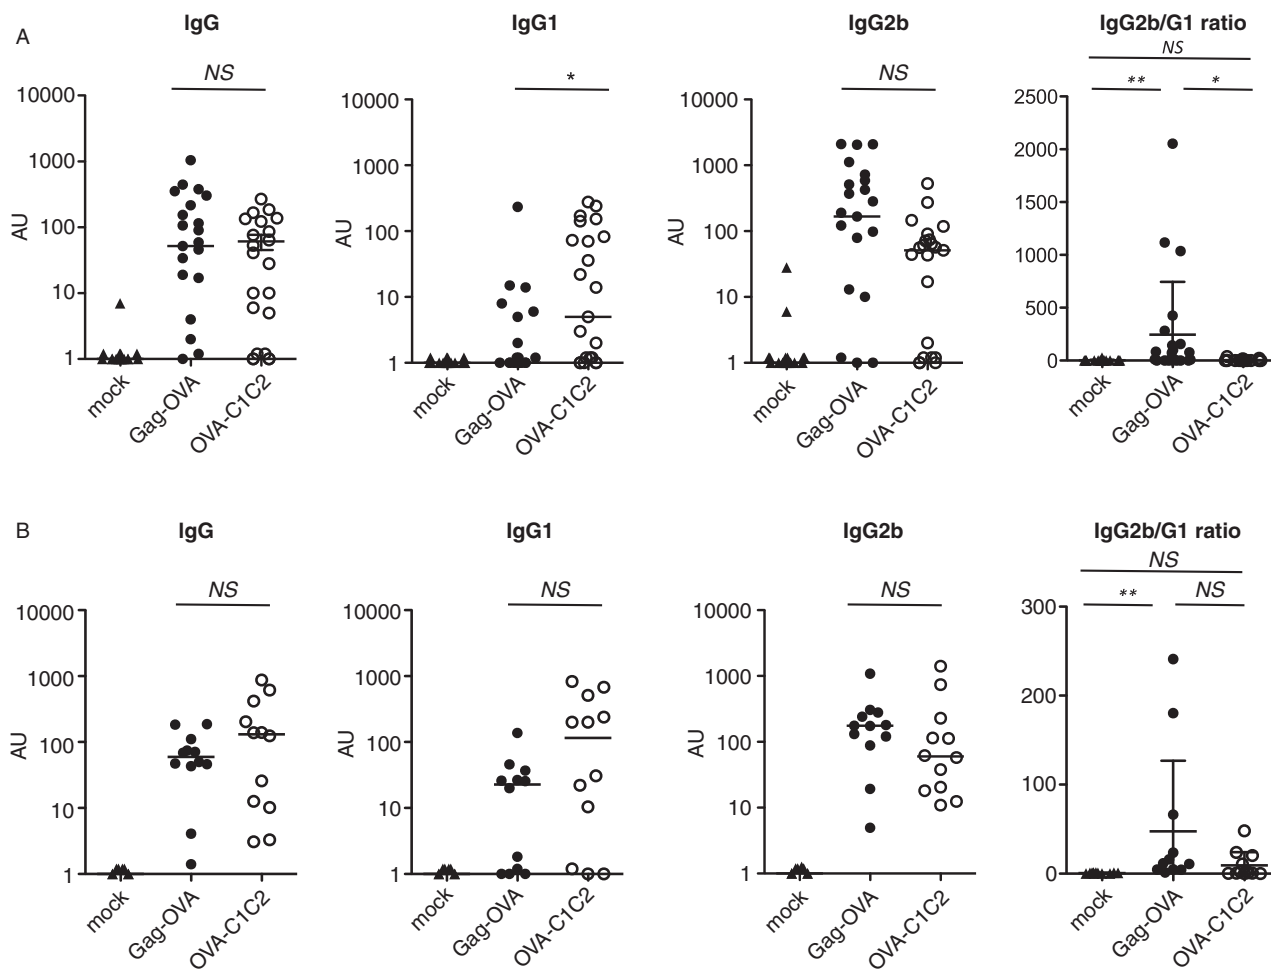 A
IgG
IgG1
IgG2b
IgG2b/G1 ratio
NS
NS
*
NS
**
*
AU
10000
1000
100
10
1
mock
Gag-OVA
OVA-C1C2
AU
10000
1000
100
10
1
mock
Gag-OVA
OVA-C1C2
AU
10000
1000
100
10
1
mock
Gag-OVA
OVA-C1C2
2500
2000
1500
1000
500
0
mock
Gag-OVA
OVA-C1C2
B
IgG
IgG1
IgG2b
IgG2b/G1 ratio
NS
NS
NS
NS
**
NS
AU
10000
1000
100
10
1
mock
Gag-OVA
OVA-C1C2
AU
10000
1000
100
10
1
mock
Gag-OVA
OVA-C1C2
AU
10000
1000
100
10
1
mock
Gag-OVA
OVA-C1C2
300
200
100
0
mock
Gag-OVA
OVA-C1C2